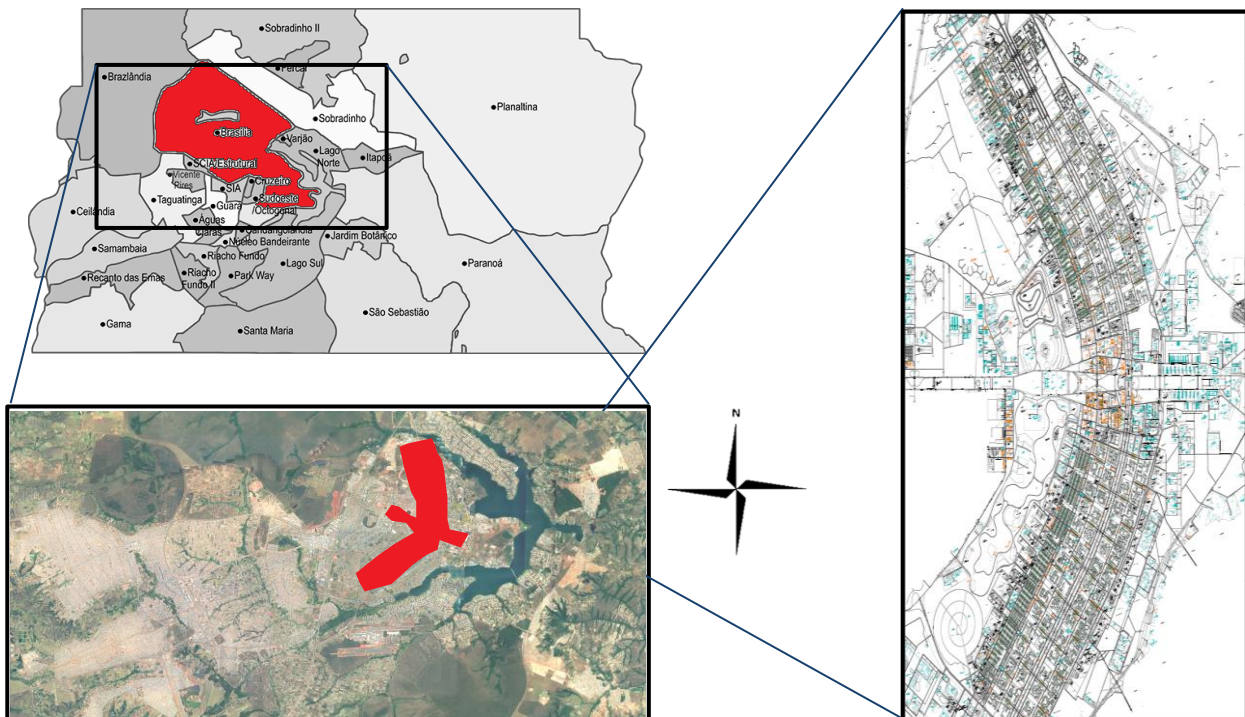 Sobradinho II
Fercal
Brazlândia
Planaltina
Sobradinho
Brasília
Varjão
Lago
Norte
Itapoã
SCIA/Estrutural
Vicente
Pires
Cruzeiro
SIA
Taguatinga
Sudoeste
/Octogonal
Guará
Ceilândia
Águas
Claras
Candangolândia
Jardim Botânico
Núcleo Bandeirante
Samambaia
Riacho Fundo
Lago Sul
Paranoá
Recanto das Emas
Riacho
Fundo II
Park Way
São Sebastião
Gama
Santa Maria
N